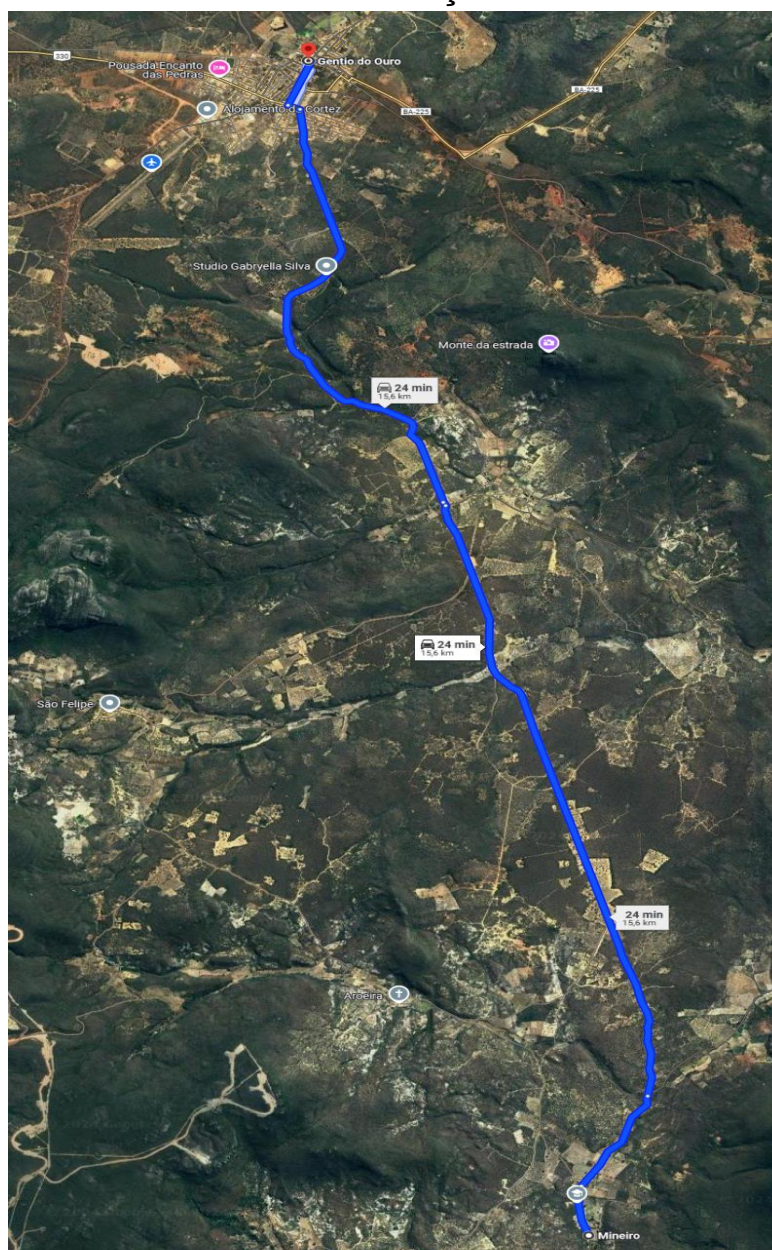 330
Pousada Encanto
das Pedras
Gentio do Ouro
Alojamento do Cortez
BA-225
BA-225
Studio Gabryella Silva
Monte da estrada
24 min
15,6 km
24 min
15,6 km
São Felipe
24 min
15,6 km
Aroeira
Mineiro